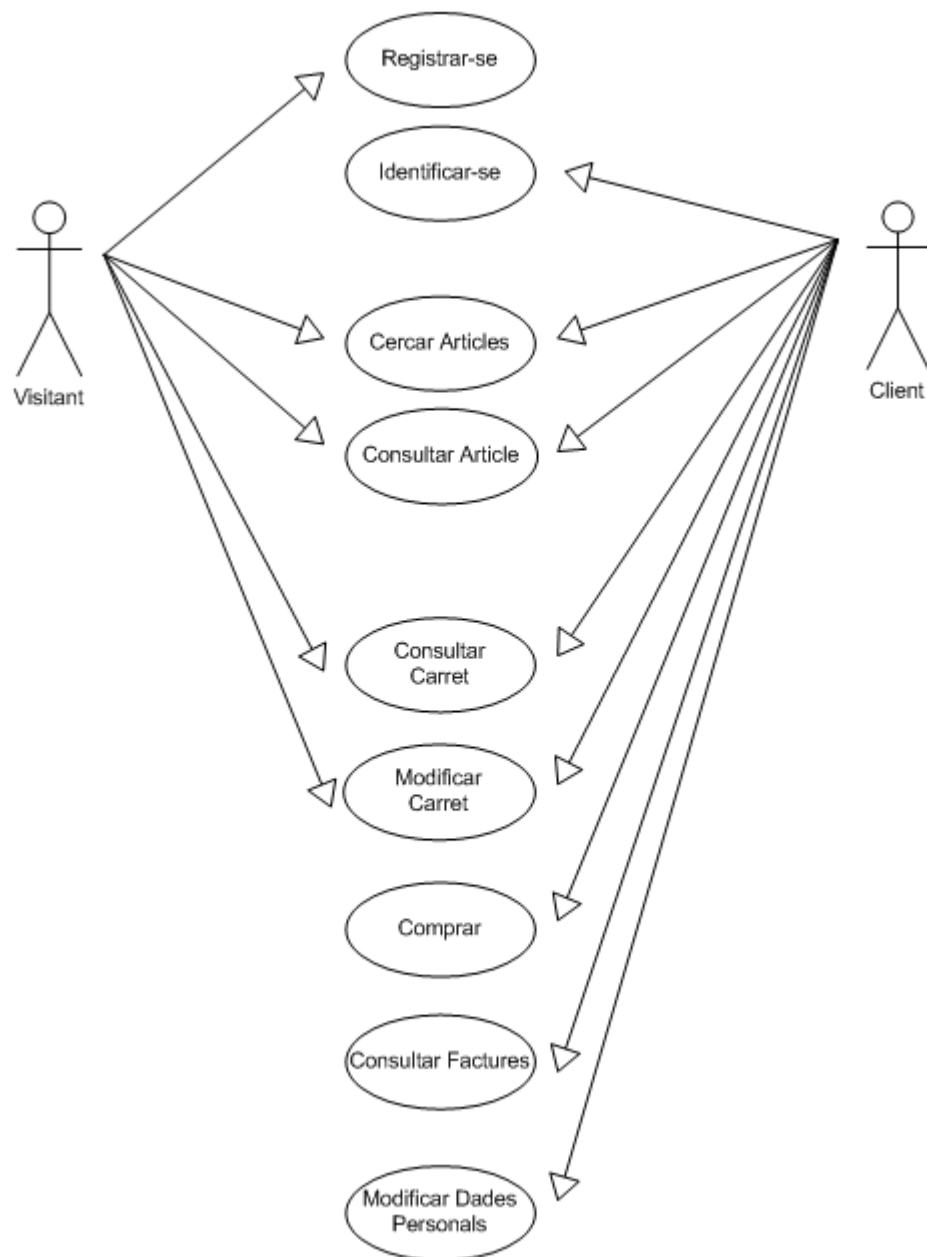 Registrar-se
Identificar-se
Visitant
Client
Cercar Articles
Consultar Article
Consultar
Carret
Modificar
Carret
Comprar
Consultar Factures
Modificar Dades
Personals